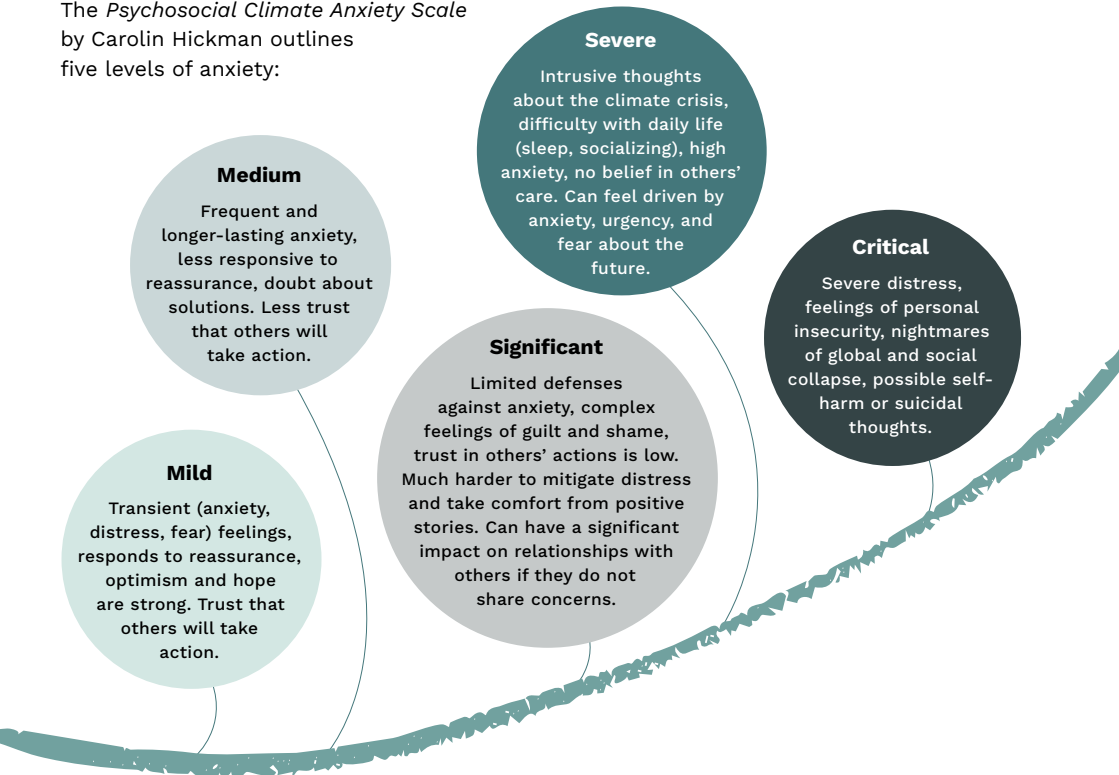 The Psychosocial Climate Anxiety Scale
by Carolin Hickman outlines
five levels of anxiety:
Mild
Transient (anxiety,
distress, fear) feelings,
responds to reassurance,
optimism and hope
are strong. Trust that
others will take
action.
Medium
Frequent and
longer-lasting anxiety,
less responsive to
reassurance, doubt about
solutions. Less trust
that others will
take action.
Significant
Limited defenses
against anxiety, complex
feelings of guilt and shame,
trust in others’ actions is low.
Much harder to mitigate distress
and take comfort from positive
stories. Can have a significant
impact on relationships with
others if they do not
share concerns.
Severe
Intrusive thoughts
about the climate crisis,
difficulty with daily life
(sleep, socializing), high
anxiety, no belief in others’
care. Can feel driven by
anxiety, urgency, and
fear about the
future.
Critical
Severe distress,
feelings of personal
insecurity, nightmares
of global and social
collapse, possible self-
harm or suicidal
thoughts.